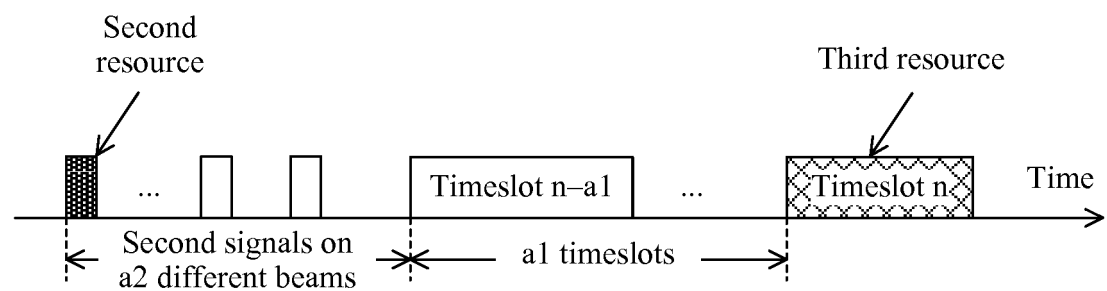 Second
resource
Third resource
...
Timeslot n–a1
...
Timeslot n
Time
Second signals on
a2 different beams
a1 timeslots